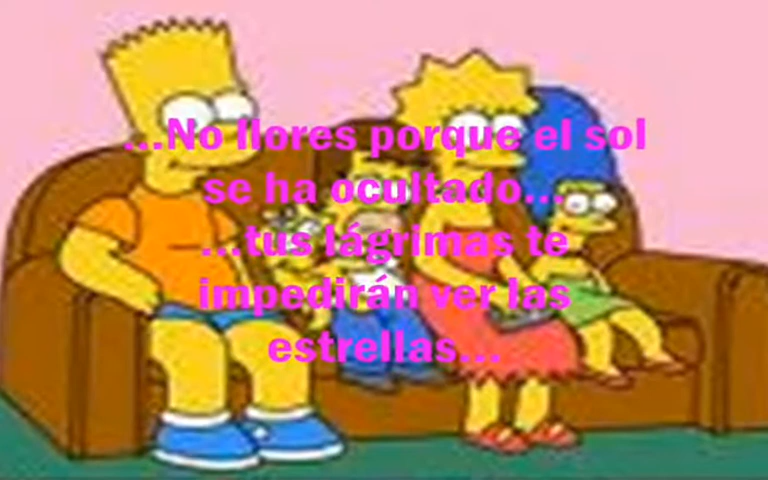 ...No llores porque el sol
se ha ocultado...
...tus lágrimas te
impedirán ver las
estrellas...